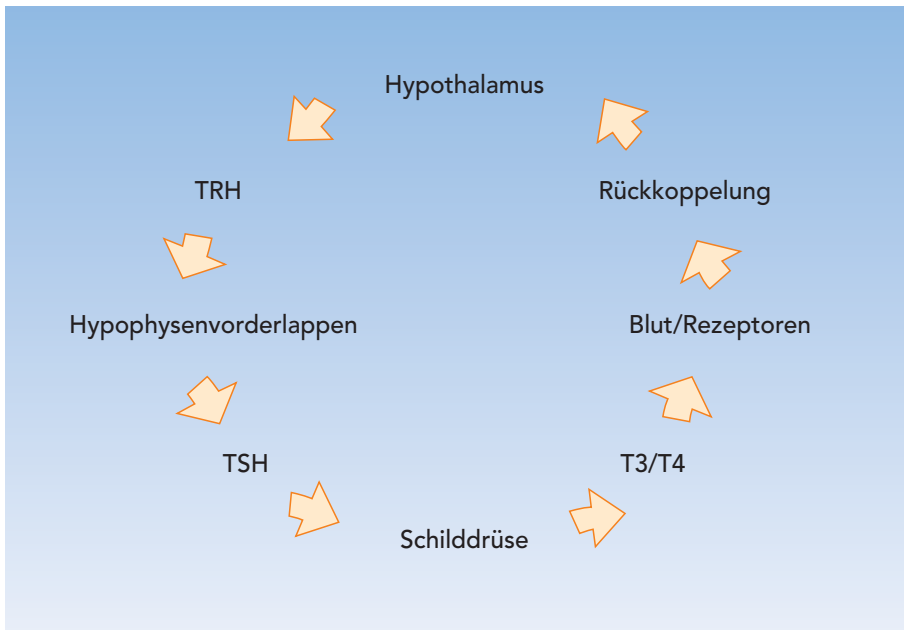 Hypothalamus
TRH
Rückkoppelung
Hypophysenvorderlappen
Blut/Rezeptoren
TSH
T3/T4
Schilddrüse